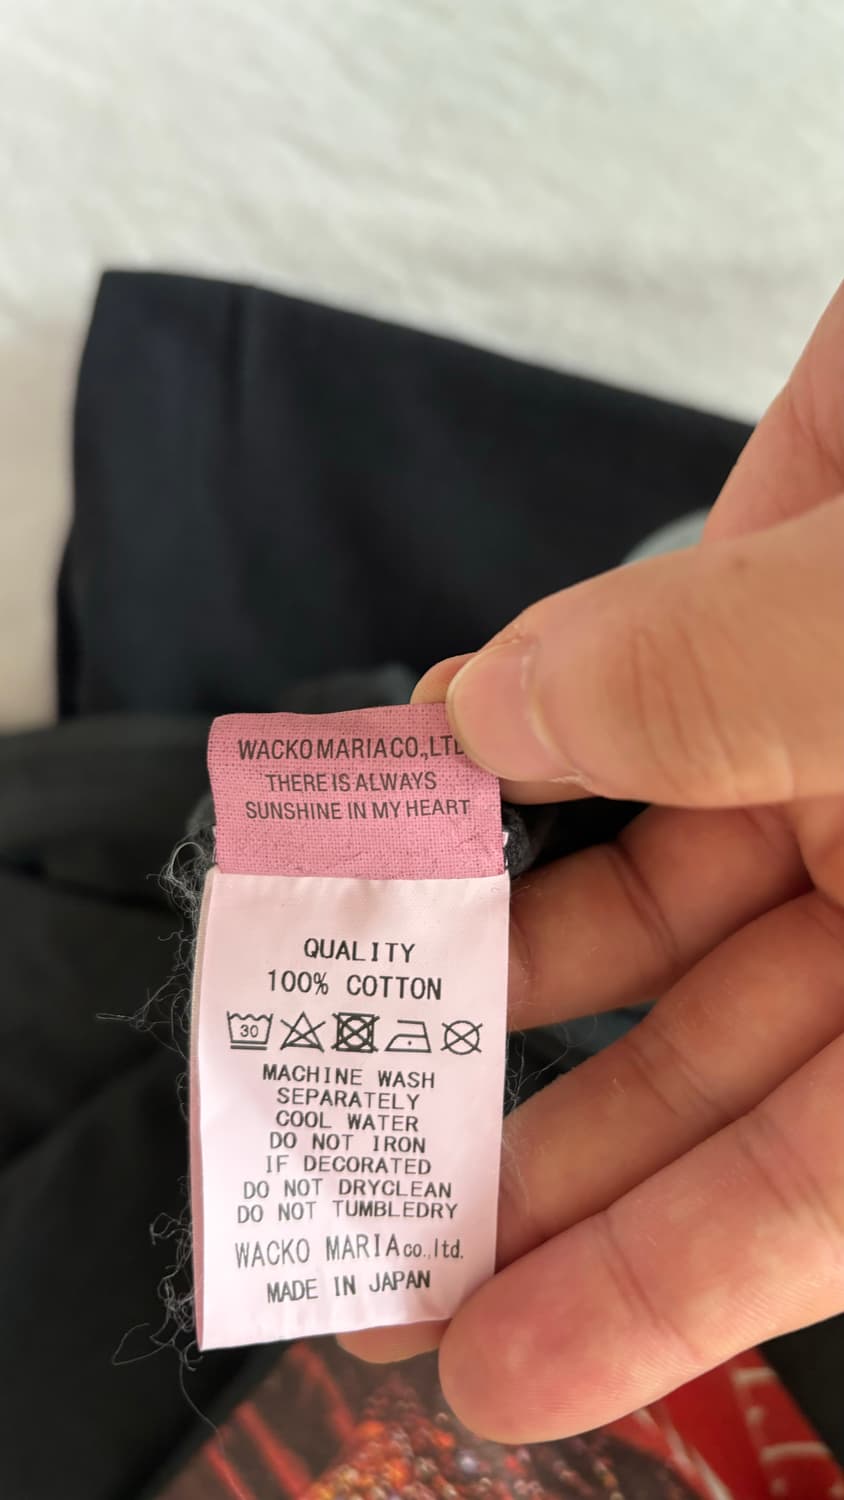 WACKO MARIA CO.,LTD
THERE IS ALWAYS
SUNSHINE IN MY HEART
QUALITY
100% COTTON
30
MACHINE WASH
SEPARATELY
COOL WATER
DO NOT IRON
IF DECORATED
DO NOT DRYCLEAN
DO NOT TUMBLEDRY
WACKO MARIA co.,ltd.
MADE IN JAPAN